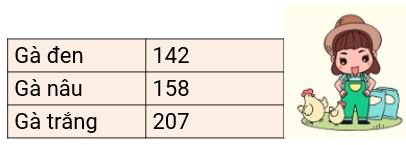 Gà đen 142
Gà nâu 158
Gà trắng 207